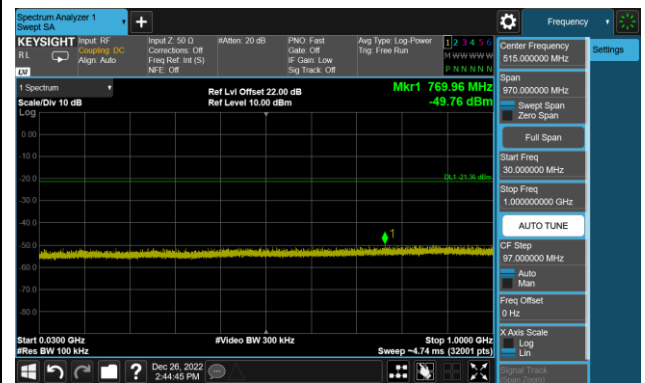 Spectrum Analyzer 1
Swept SA
Frequency
KEYSIGHT
RL
LNI
Input: RF
Coupling: DC
Align: Auto
Input Z: 50 Ω
Corrections: Off
Freq Ref: Int (S)
NFE: Off
#Atten: 20 dB
PNO: Fast
Gate: Off
IF Gain: Low
Sig Track: Off
Avg Type: Log-Power
Trig: Free Run
1 2 3 4 5 6
M W W W W W
P N N N N N
Center Frequency
515.000000 MHz
Settings
1 Spectrum
Scale/Div 10 dB
Log
Ref Lvl Offset 22.00 dB
Ref Level 10.00 dBm
Mkr1 769.96 MHz
-49.76 dBm
Span
970.000000 MHz
Swept Span
Zero Span
Full Span
Start Freq
30.000000 MHz
Stop Freq
1.000000000 GHz
AUTO TUNE
CF Step
97.000000 MHz
Auto
Man
Freq Offset
0 Hz
X Axis Scale
Log
Lin
Signal Track
(Span Zoom)
0.00
-10.0
-20.0
DL1 -21.36 dBm
-30.0
-40.0
1
-50.0
-60.0
-70.0
-80.0
Start 0.0300 GHz
#Res BW 100 kHz
#Video BW 300 kHz
Stop 1.0000 GHz
Sweep ~4.74 ms (32001 pts)
?
Dec 26, 2022
2:44:45 PM